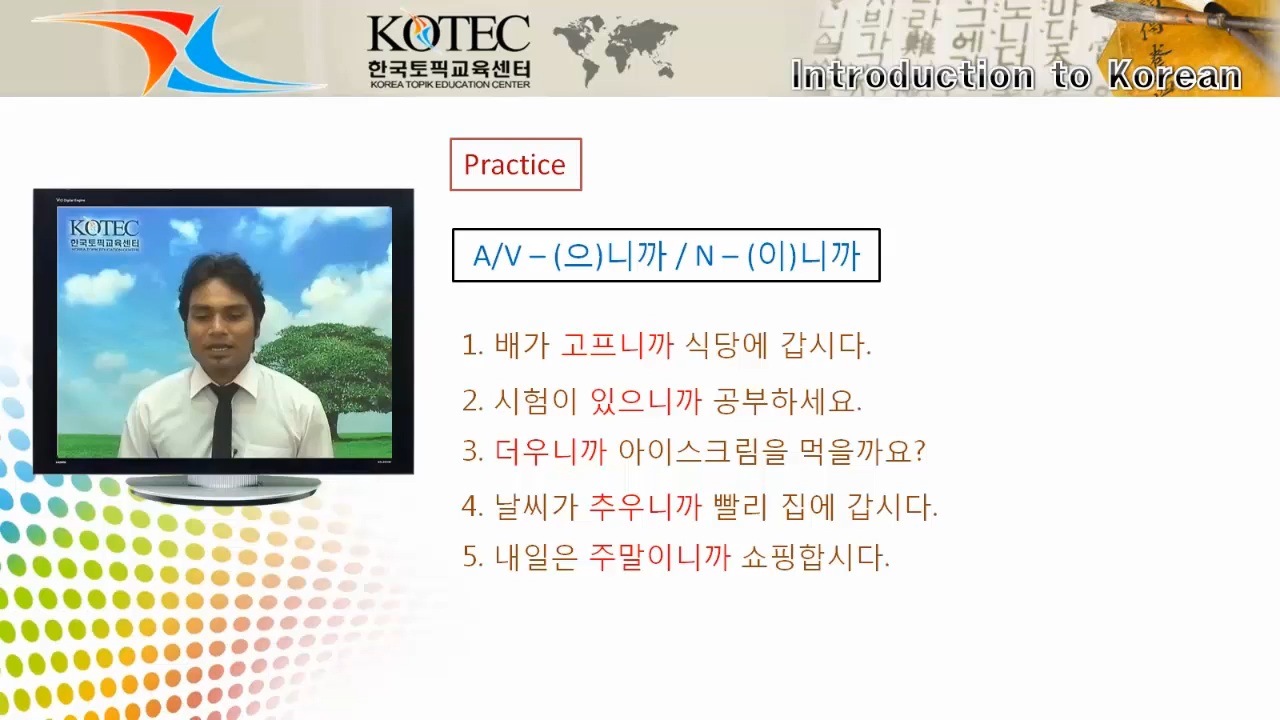 KOTEC
한국토픽교육센터
KOREA TOPIK EDUCATION CENTER
Introduction to Korean
Practice
A/V – (으)니까 / N – (이)니까
KOTEC
한국토픽교육센터
1. 배가 고프니까 식당에 갑시다.
2. 시험이 있으니까 공부하세요.
3. 더우니까 아이스크림을 먹을까요?
4. 날씨가 추우니까 빨리 집에 갑시다.
5. 내일은 주말이니까 쇼핑합시다.